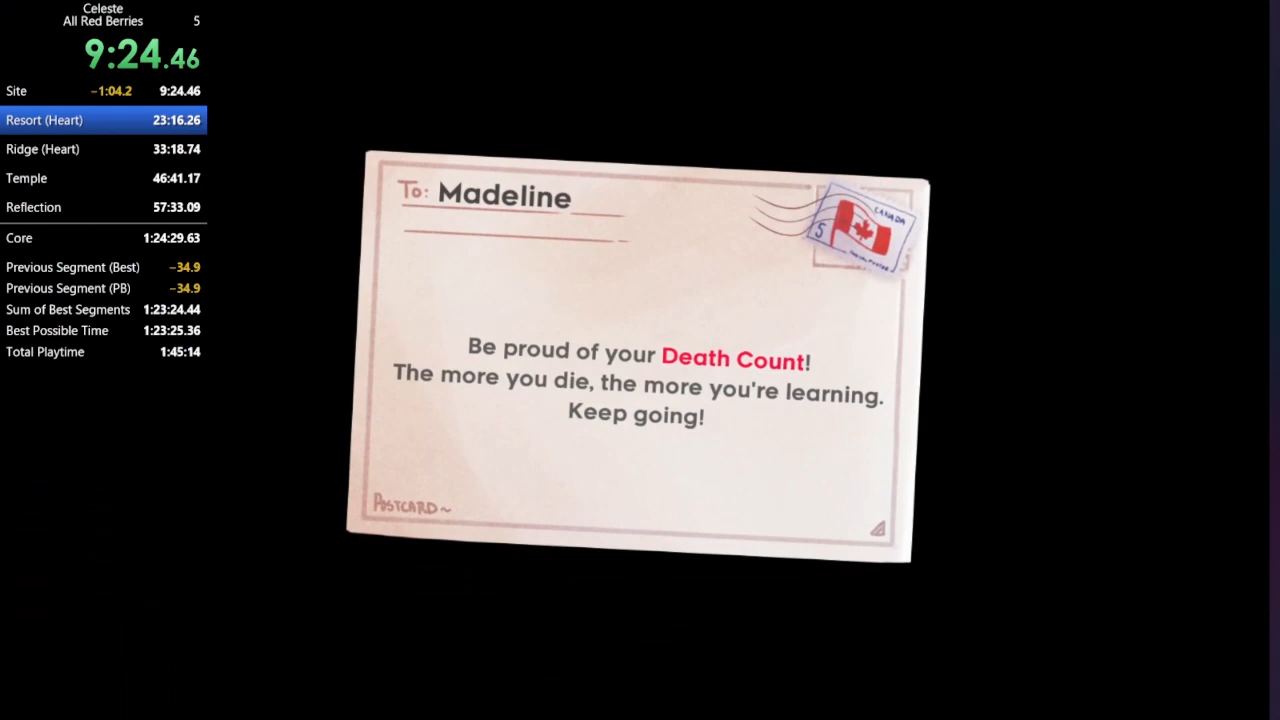 Celeste
All Red Berries 5
9:24.46
Site −1:04.2 9:24.46
Resort (Heart) 23:16.26
Ridge (Heart) 33:18.74
Temple 46:41.17
Reflection 57:33.09
Core 1:24:29.63
Previous Segment (Best) −34.9
Previous Segment (PB) −34.9
Sum of Best Segments 1:23:24.44
Best Possible Time 1:23:25.36
Total Playtime 1:45:14
To: Madeline
CANADA
5
Be proud of your Death Count!
The more you die, the more you're learning.
Keep going!
POSTCARD~